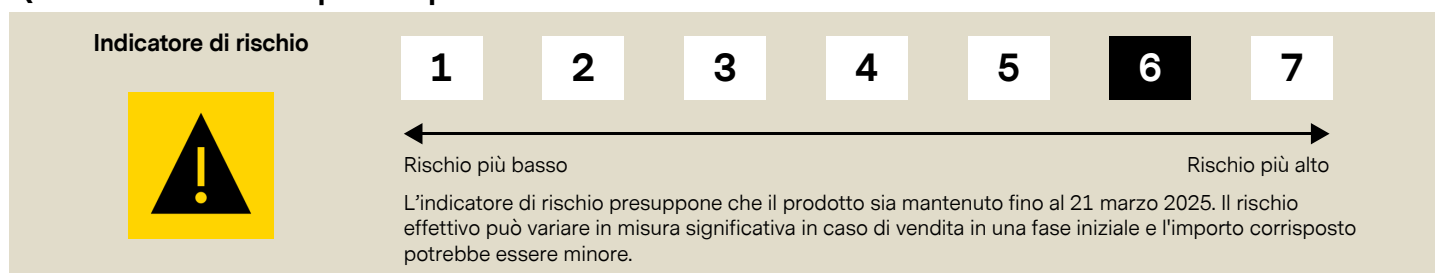 Indicatore di rischio
1 2 3 4 5 6 7
!
Rischio più basso Rischio più alto
L'indicatore di rischio presuppone che il prodotto sia mantenuto fino al 21 marzo 2025. Il rischio
effettivo può variare in misura significativa in caso di vendita in una fase iniziale e l'importo corrisposto
potrebbe essere minore.